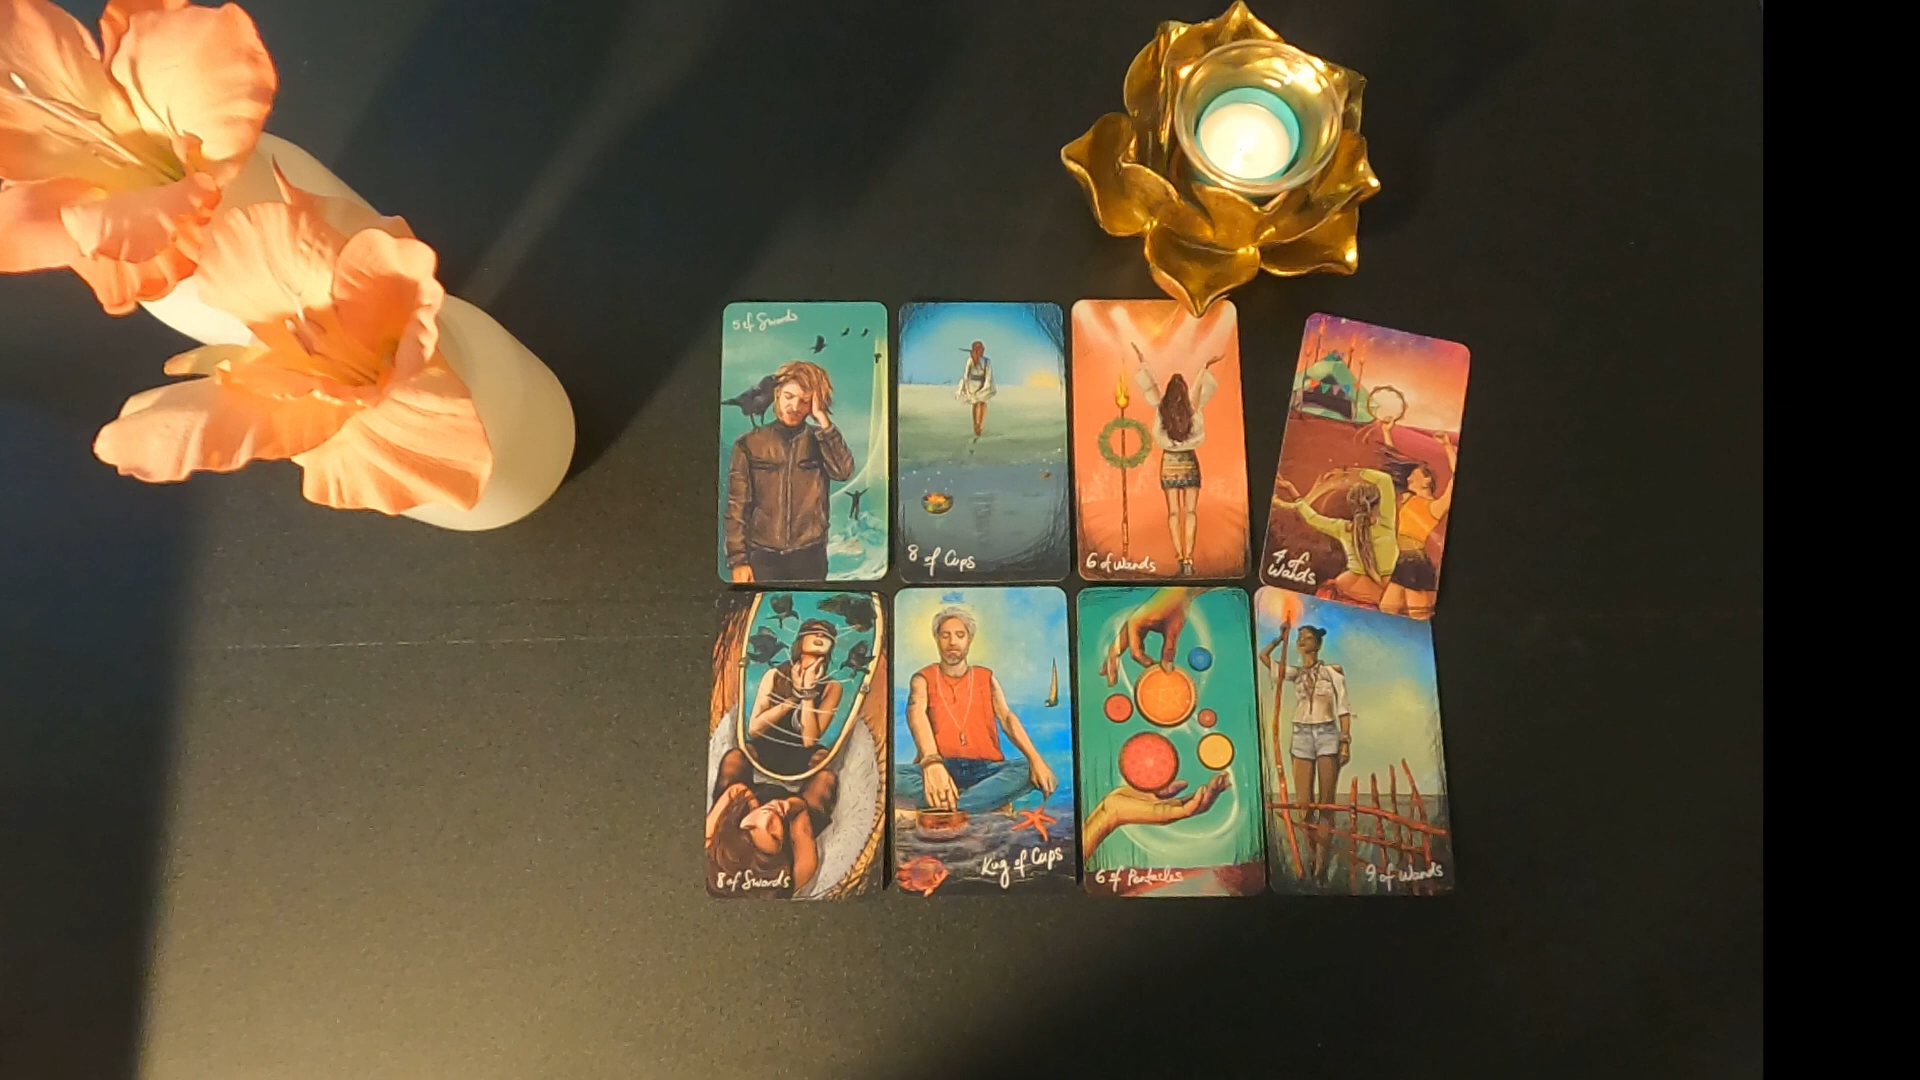 5 of Swords
8 of Cups
6 of Wands
4 of
Wands
8 of Swords
King of Cups
6 of Pentacles
9 of Wands